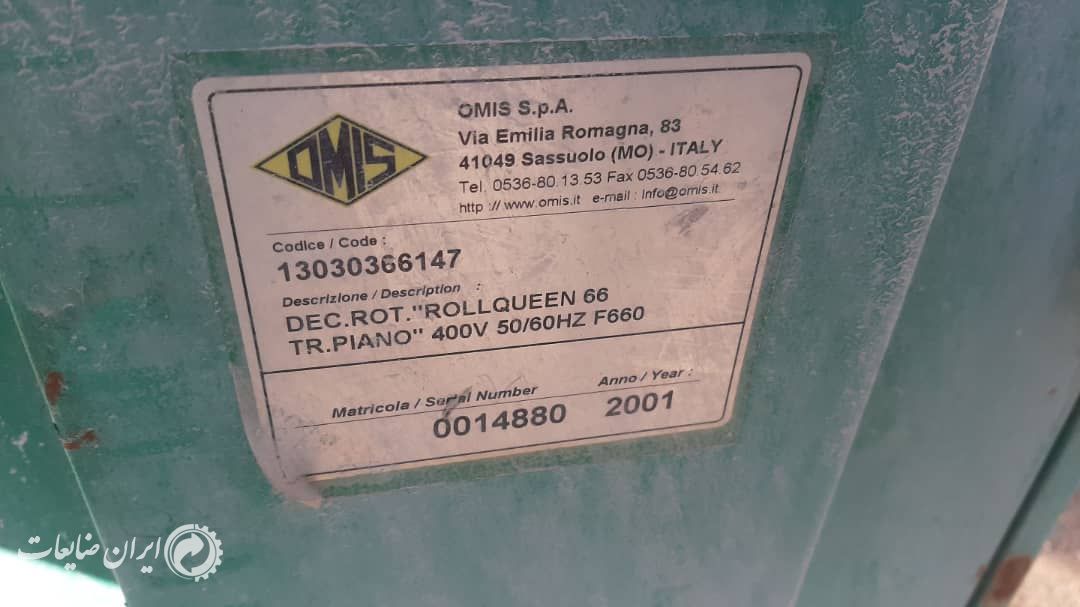 OMIS
OMIS S.p.A.
Via Emilia Romagna, 83
41049 Sassuolo (MO) - ITALY
Tel. 0536-80.13.53 Fax 0536-80.54.62
http :// www.omis.it e-mail : Info@omis.it
Codice / Code :
13030366147
Descrizione / Description :
DEC.ROT."ROLLQUEEN 66
TR.PIANO" 400V 50/60HZ F660
Matricola / Serial Number
Anno / Year :
0014880
2001
ایران ضایعات